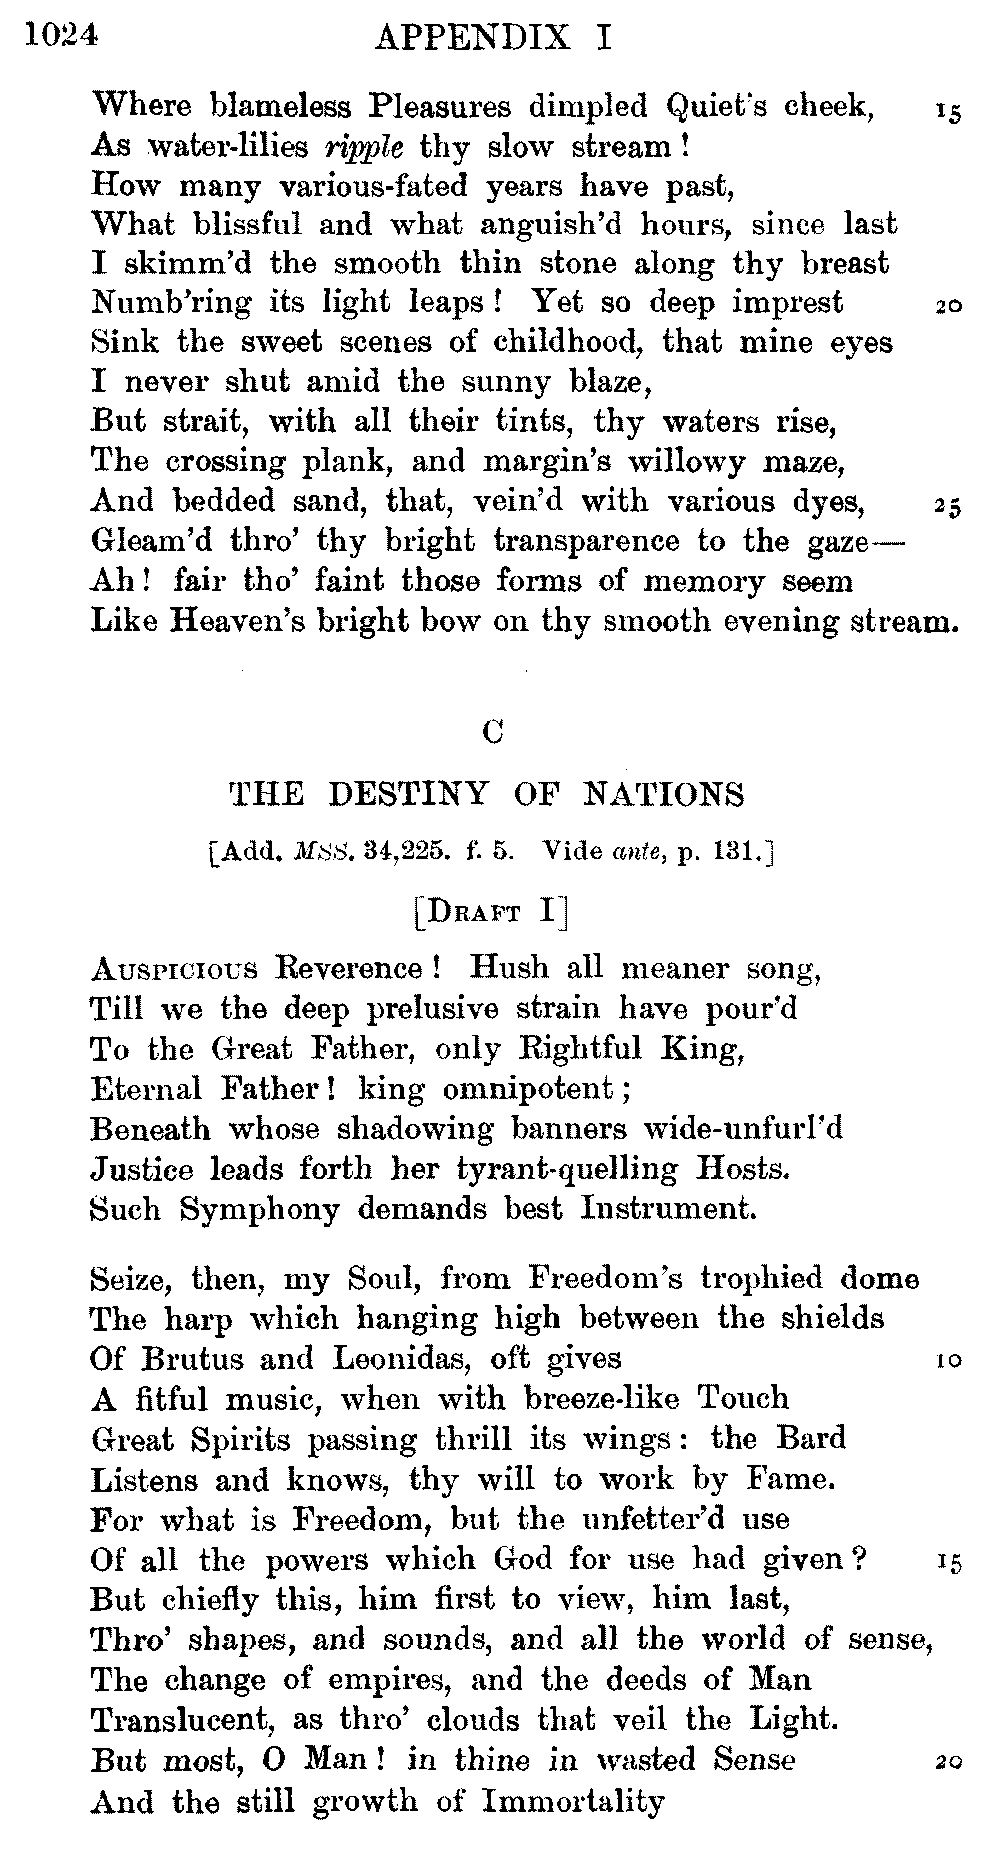 1024 APPENDIX I
Where blameless Pleasures dimpled Quiet's cheek, 15
As water-lilies ripple thy slow stream !
How many various-fated years have past,
What blissful and what anguish'd hours, since last
I skimm'd the smooth thin stone along thy breast
Numb'ring its light leaps ! Yet so deep imprest 20
Sink the sweet scenes of childhood, that mine eyes
I never shut amid the sunny blaze,
But strait, with all their tints, thy waters rise,
The crossing plank, and margin's willowy maze,
And bedded sand, that, vein'd with various dyes, 25
Gleam'd thro' thy bright transparence to the gaze—
Ah ! fair tho' faint those forms of memory seem
Like Heaven's bright bow on thy smooth evening stream.
C
THE DESTINY OF NATIONS
[Add. MSS. 34,225. f. 5. Vide ante, p. 131.]
[DRAFT I]
AUSPICIOUS Reverence ! Hush all meaner song,
Till we the deep prelusive strain have pour'd
To the Great Father, only Rightful King,
Eternal Father ! king omnipotent ;
Beneath whose shadowing banners wide-unfurl'd
Justice leads forth her tyrant-quelling Hosts.
Such Symphony demands best Instrument.
Seize, then, my Soul, from Freedom's trophied dome
The harp which hanging high between the shields
Of Brutus and Leonidas, oft gives 10
A fitful music, when with breeze-like Touch
Great Spirits passing thrill its wings : the Bard
Listens and knows, thy will to work by Fame.
For what is Freedom, but the unfetter'd use
Of all the powers which God for use had given ? 15
But chiefly this, him first to view, him last,
Thro' shapes, and sounds, and all the world of sense,
The change of empires, and the deeds of Man
Translucent, as thro' clouds that veil the Light.
But most, O Man ! in thine in wasted Sense 20
And the still growth of Immortality